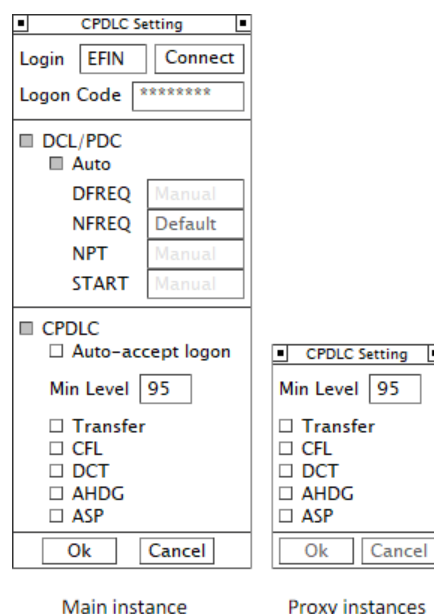 CPDLC Setting
Login EFIN Connect
Logon Code ********
DCL/PDC
Auto
DFREQ Manual
NFREQ Default
NPT Manual
START Manual
CPDLC
Auto-accept logon
Min Level 95
Transfer
CFL
DCT
AHDG
ASP
Ok Cancel
Main instance
CPDLC Setting
Min Level 95
Transfer
CFL
DCT
AHDG
ASP
Ok Cancel
Proxy instances